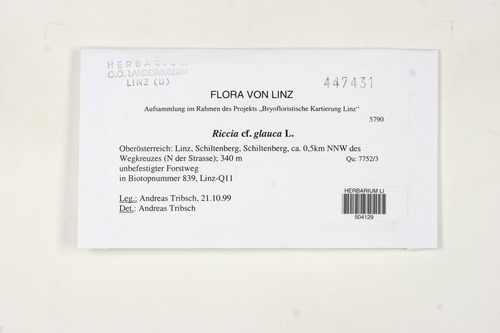 HERBARIUM
O.Ö. LANDESMUSEUM
LINZ (LI)
447431
FLORA VON LINZ
Aufsammlung im Rahmen des Projekts „Bryofloristische Kartierung Linz"
5790
Riccia cf. glauca L.
Oberösterreich: Linz, Schiltenberg, Schiltenberg, ca. 0,5km NNW des
Wegkreuzes (N der Strasse); 340 m
Qu: 7752/3
unbefestigter Forstweg
in Biotopnummer 839, Linz-Q11
HERBARIUM LI
504129
Leg.: Andreas Tribsch, 21.10.99
Det.: Andreas Tribsch